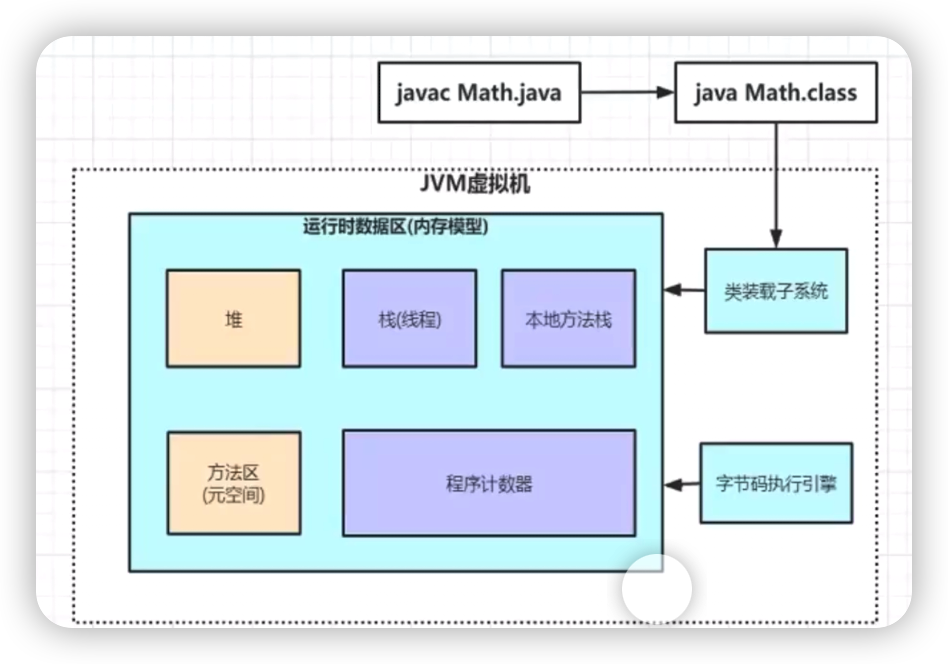 javac Math.java
java Math.class
JVM虚拟机
运行时数据区(内存模型)
堆
栈(线程)
本地方法栈
类装载子系统
方法区
(元空间)
程序计数器
字节码执行引擎